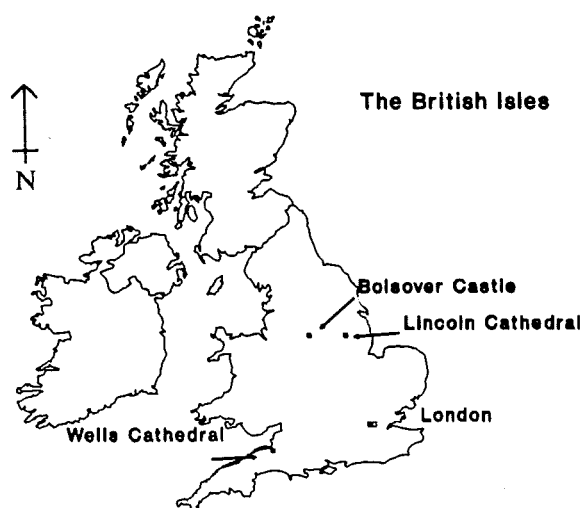 The British Isles
N
Bolsover Castle
Lincoln Cathedral
London
Wells Cathedral